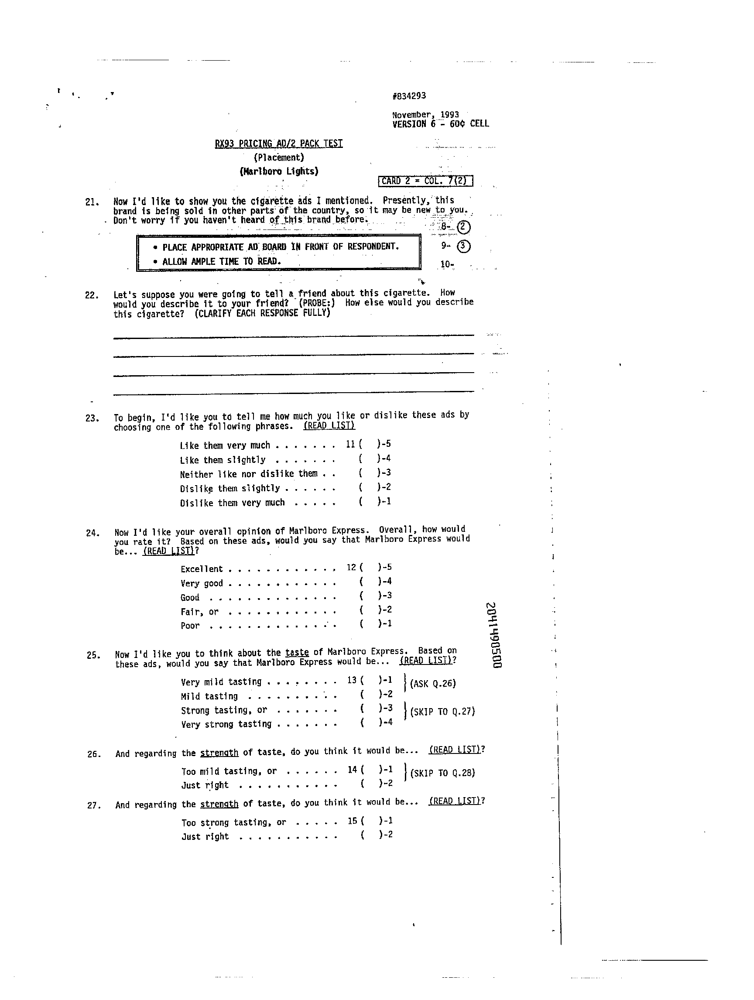 #834293
November, 1993
VERSION 6 - 60¢ CELL
RX93 PRICING AD/2 PACK TEST
(Placement)
(Marlboro Lights)
CARD 2 = COL. 7(2)
21. Now I'd like to show you the cigarette ads I mentioned. Presently, this
brand is being sold in other parts of the country, so it may be new to you.
Don't worry if you haven't heard of this brand before.
8- (2)
• PLACE APPROPRIATE AD BOARD IN FRONT OF RESPONDENT.
9- (3)
• ALLOW AMPLE TIME TO READ.
10-
22. Let's suppose you were going to tell a friend about this cigarette. How
would you describe it to your friend? (PROBE:) How else would you describe
this cigarette? (CLARIFY EACH RESPONSE FULLY)
23. To begin, I'd like you to tell me how much you like or dislike these ads by
choosing one of the following phrases. (READ LIST)
Like them very much . . . . . . . 11 ( )-5
Like them slightly . . . . . . . ( )-4
Neither like nor dislike them . . ( )-3
Dislike them slightly . . . . . . ( )-2
Dislike them very much . . . . . ( )-1
24. Now I'd like your overall opinion of Marlboro Express. Overall, how would
you rate it? Based on these ads, would you say that Marlboro Express would
be... (READ LIST)?
Excellent . . . . . . . . . . . . 12 ( )-5
Very good . . . . . . . . . . . . ( )-4
Good . . . . . . . . . . . . . ( )-3
Fair, or . . . . . . . . . . . . ( )-2
Poor . . . . . . . . . . . . . . ( )-1
25. Now I'd like you to think about the taste of Marlboro Express. Based on
these ads, would you say that Marlboro Express would be... (READ LIST)?
Very mild tasting . . . . . . . . 13 ( )-1
(ASK Q.26)
Mild tasting . . . . . . . . . . ( )-2
Strong tasting, or . . . . . . . ( )-3
(SKIP TO Q.27)
Very strong tasting . . . . . . . ( )-4
26. And regarding the strength of taste, do you think it would be... (READ LIST)?
Too mild tasting, or . . . . . . 14 ( )-1
(SKIP TO Q.28)
Just right . . . . . . . . . . . ( )-2
27. And regarding the strength of taste, do you think it would be... (READ LIST)?
Too strong tasting, or . . . . . 15 ( )-1
Just right . . . . . . . . . . . ( )-2
2041490500